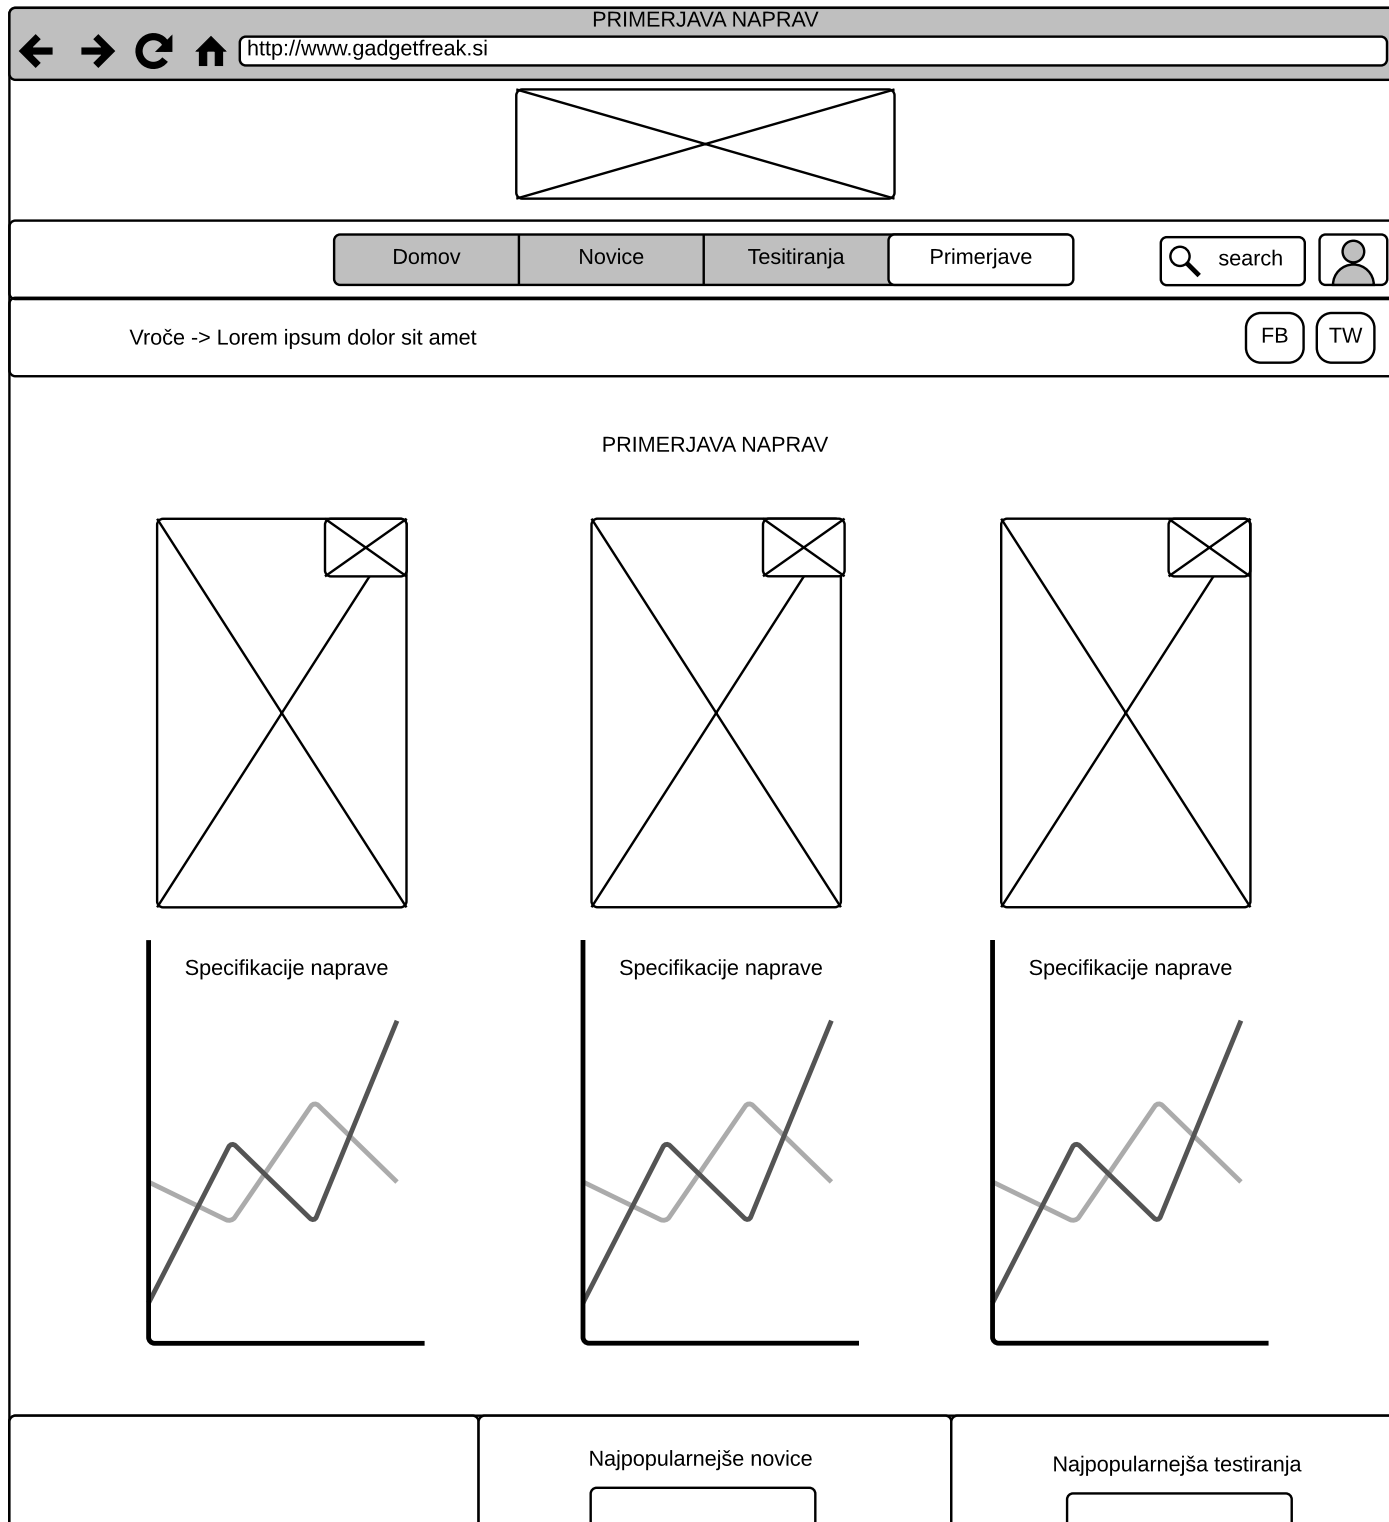 PRIMERJAVA NAPRAV
http://www.gadgetfreak.si
Domov Novice Tesitiranja Primerjave search
Vroče -> Lorem ipsum dolor sit amet FB TW
PRIMERJAVA NAPRAV
Specifikacije naprave Specifikacije naprave Specifikacije naprave
Najpopularnejše novice
Najpopularnejša testiranja